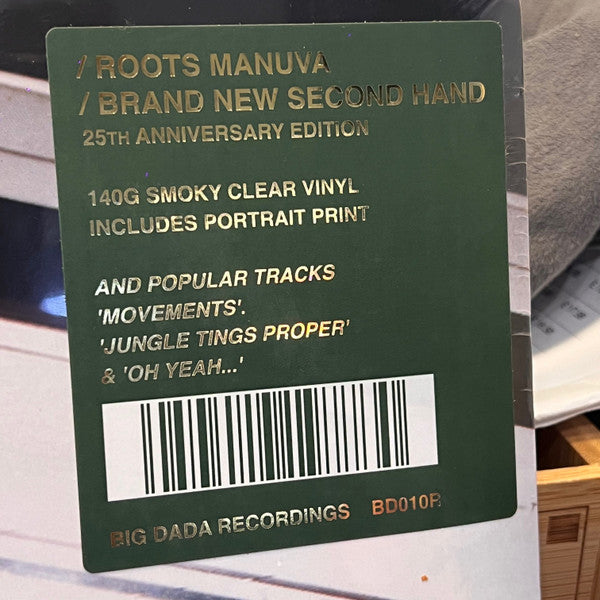 / ROOTS MANUVA
/ BRAND NEW SECOND HAND
25TH ANNIVERSARY EDITION
140G SMOKY CLEAR VINYL
INCLUDES PORTRAIT PRINT
AND POPULAR TRACKS
'MOVEMENTS'.
'JUNGLE TINGS PROPER'
& 'OH YEAH...'
BIG DADA RECORDINGS BD010R